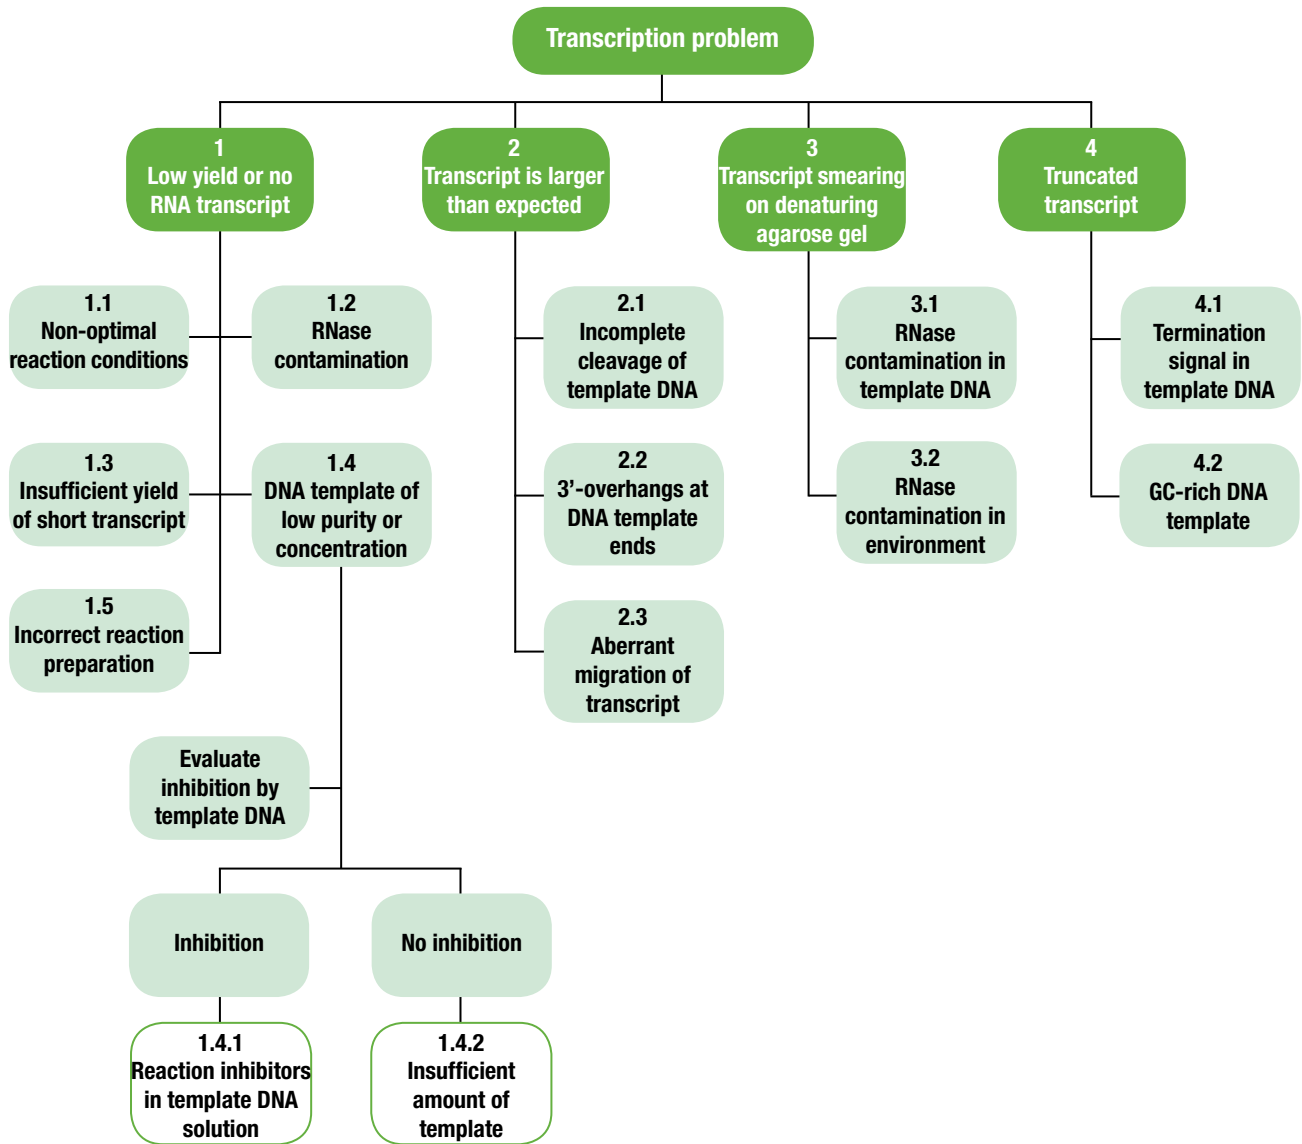 Transcription problem
1
Low yield or no
RNA transcript
2
Transcript is larger
than expected
3
Transcript smearing
on denaturing
agarose gel
4
Truncated
transcript
1.1
Non-optimal
reaction conditions
1.2
RNase
contamination
2.1
Incomplete
cleavage of
template DNA
3.1
RNase
contamination in
template DNA
4.1
Termination
signal in
template DNA
1.3
Insufficient yield
of short transcript
1.4
DNA template of
low purity or
concentration
2.2
3'-overhangs at
DNA template
ends
3.2
RNase
contamination in
environment
4.2
GC-rich DNA
template
1.5
Incorrect reaction
preparation
2.3
Aberrant
migration of
transcript
Evaluate
inhibition by
template DNA
Inhibition
No inhibition
1.4.1
Reaction inhibitors
in template DNA
solution
1.4.2
Insufficient
amount of
template